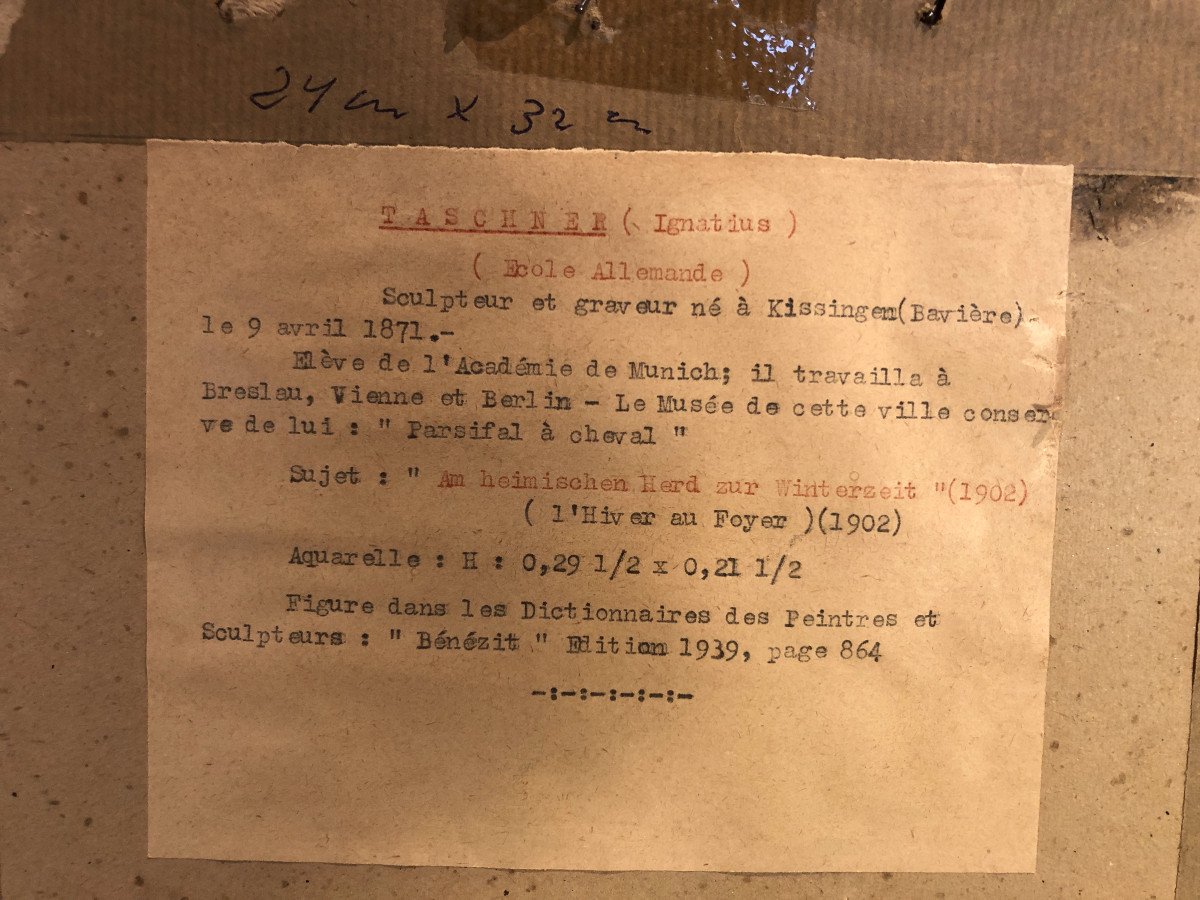 24 cm x 32 cm
TASCHNER ( Ignatius )
( Ecole Allemande )
Sculpteur et graveur né à Kissingen(Bavière)-
le 9 avril 1871.-
Elève de l'Académie de Munich; il travailla à
Breslau, Vienne et Berlin - Le Musée de cette ville conser-
ve de lui : " Parsifal à cheval "
Sujet : " Am heimischen Herd zur Winterzeit "(1902)
( l'Hiver au Foyer )(1902)
Aquarelle : H : 0,29 1/2 x 0,21 1/2
Figure dans les Dictionnaires des Peintres et
Sculpteurs : " Bénézit " Edition 1939, page 864
-:-:-:-:-:-